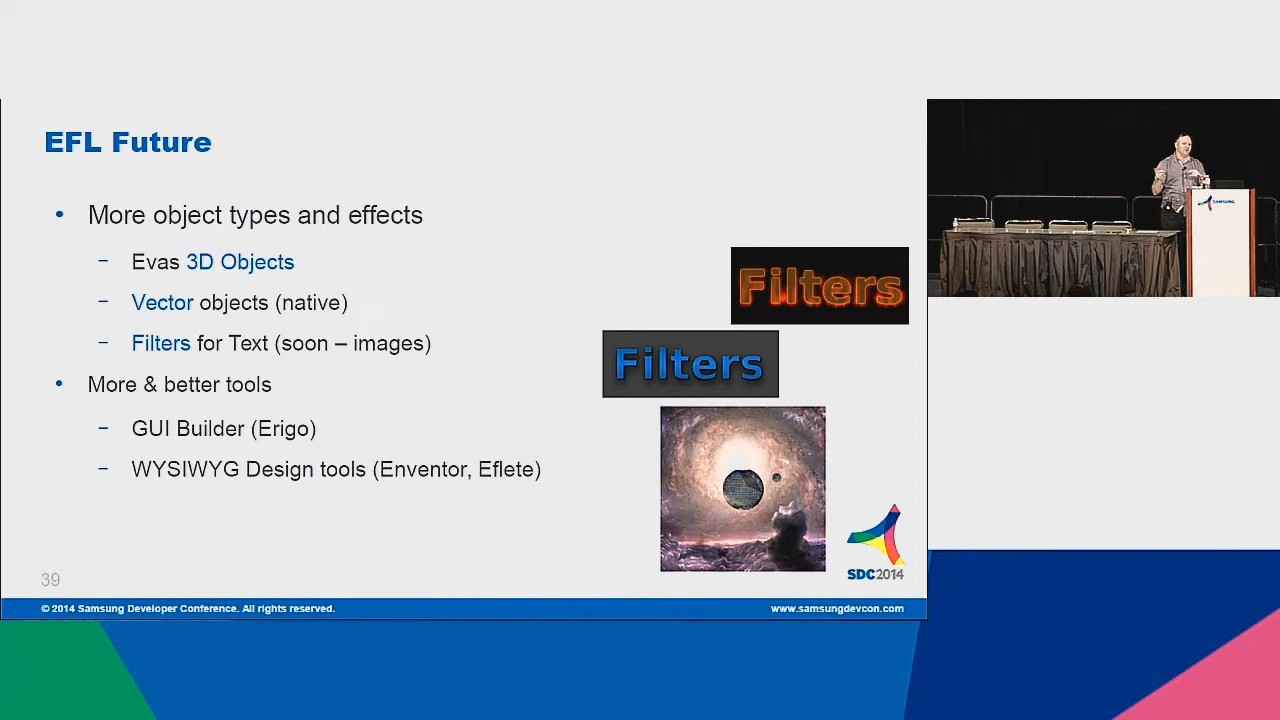 EFL Future
• More object types and effects
– Evas 3D Objects
– Vector objects (native)
– Filters for Text (soon – images)
• More & better tools
– GUI Builder (Erigo)
– WYSIWYG Design tools (Enventor, Eflete)
Filters
Filters
SDC2014
39
© 2014 Samsung Developer Conference. All rights reserved.
www.samsungdevcon.com
SAMSUNG